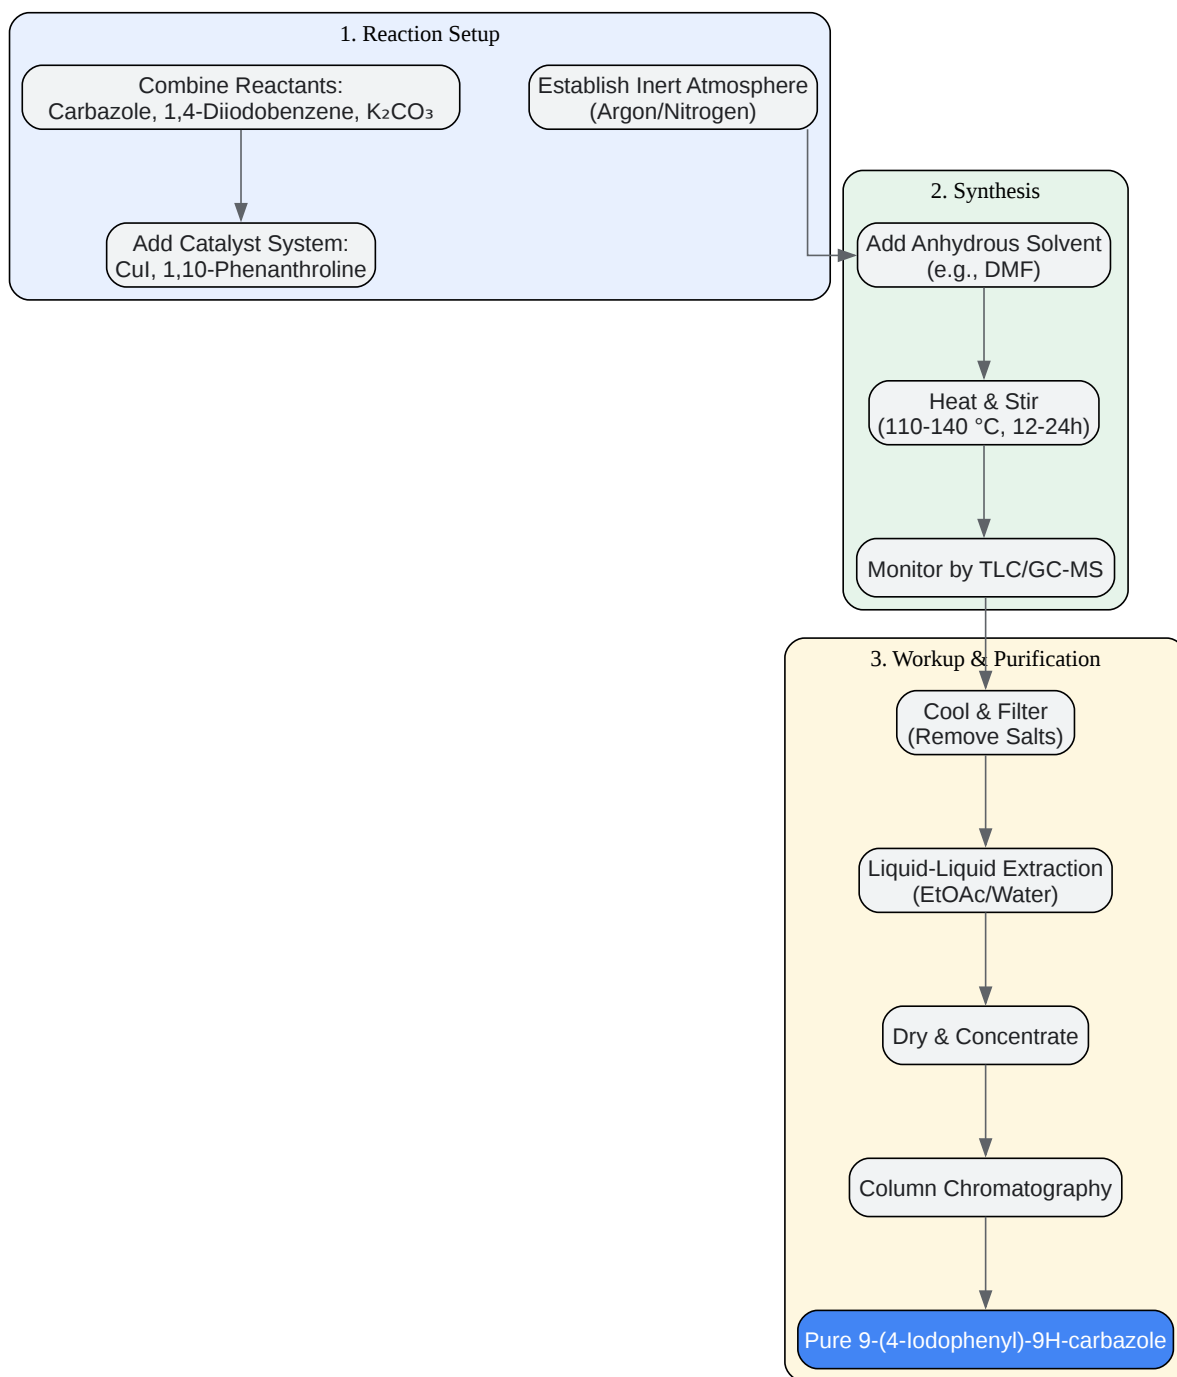 1. Reaction Setup
Combine Reactants:
Carbazole, 1,4-Diiodobenzene, K₂CO₃
Establish Inert Atmosphere
(Argon/Nitrogen)
Add Catalyst System:
CuI, 1,10-Phenanthroline
2. Synthesis
Add Anhydrous Solvent
(e.g., DMF)
Heat & Stir
(110-140 °C, 12-24h)
Monitor by TLC/GC-MS
3. Workup & Purification
Cool & Filter
(Remove Salts)
Liquid-Liquid Extraction
(EtOAc/Water)
Dry & Concentrate
Column Chromatography
Pure 9-(4-Iodophenyl)-9H-carbazole